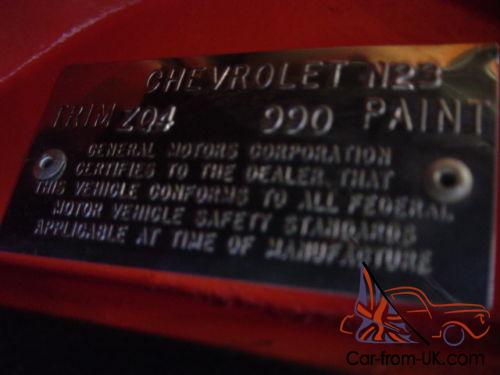 CHEVROLET N23
TRIM ZQ4 990 PAINT
GENERAL MOTORS CORPORATION
CERTIFIES TO THE DEALER THAT
THIS VEHICLE CONFORMS TO ALL FEDERAL
MOTOR VEHICLE SAFETY STANDARDS
APPLICABLE AT TIME OF MANUFACTURE
Car-from-UK.com